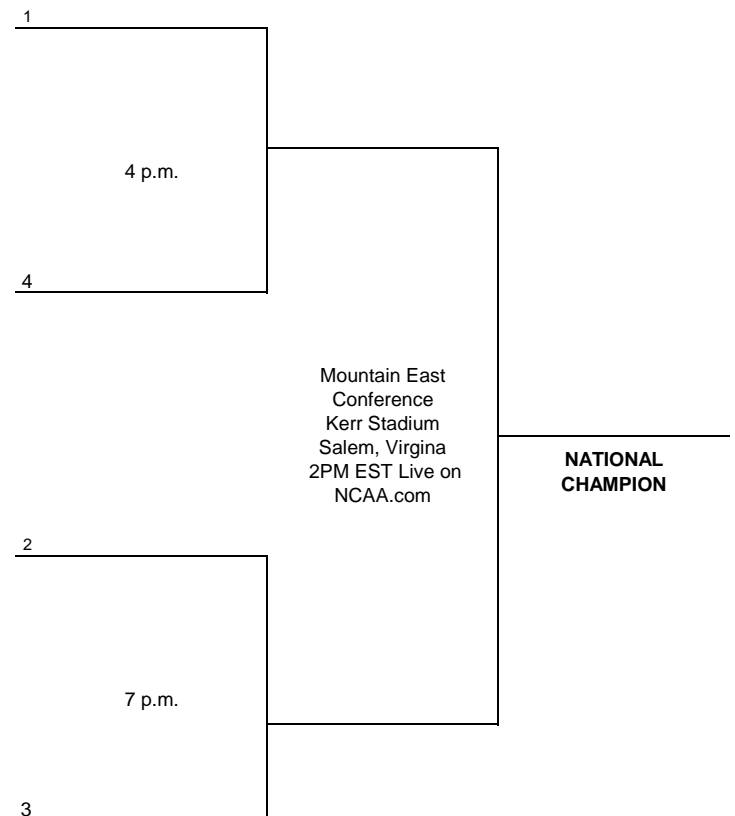 1
4 p.m.
4
Mountain East
Conference
Kerr Stadium
Salem, Virgina
2PM EST Live on
NCAA.com
NATIONAL
CHAMPION
2
7 p.m.
3